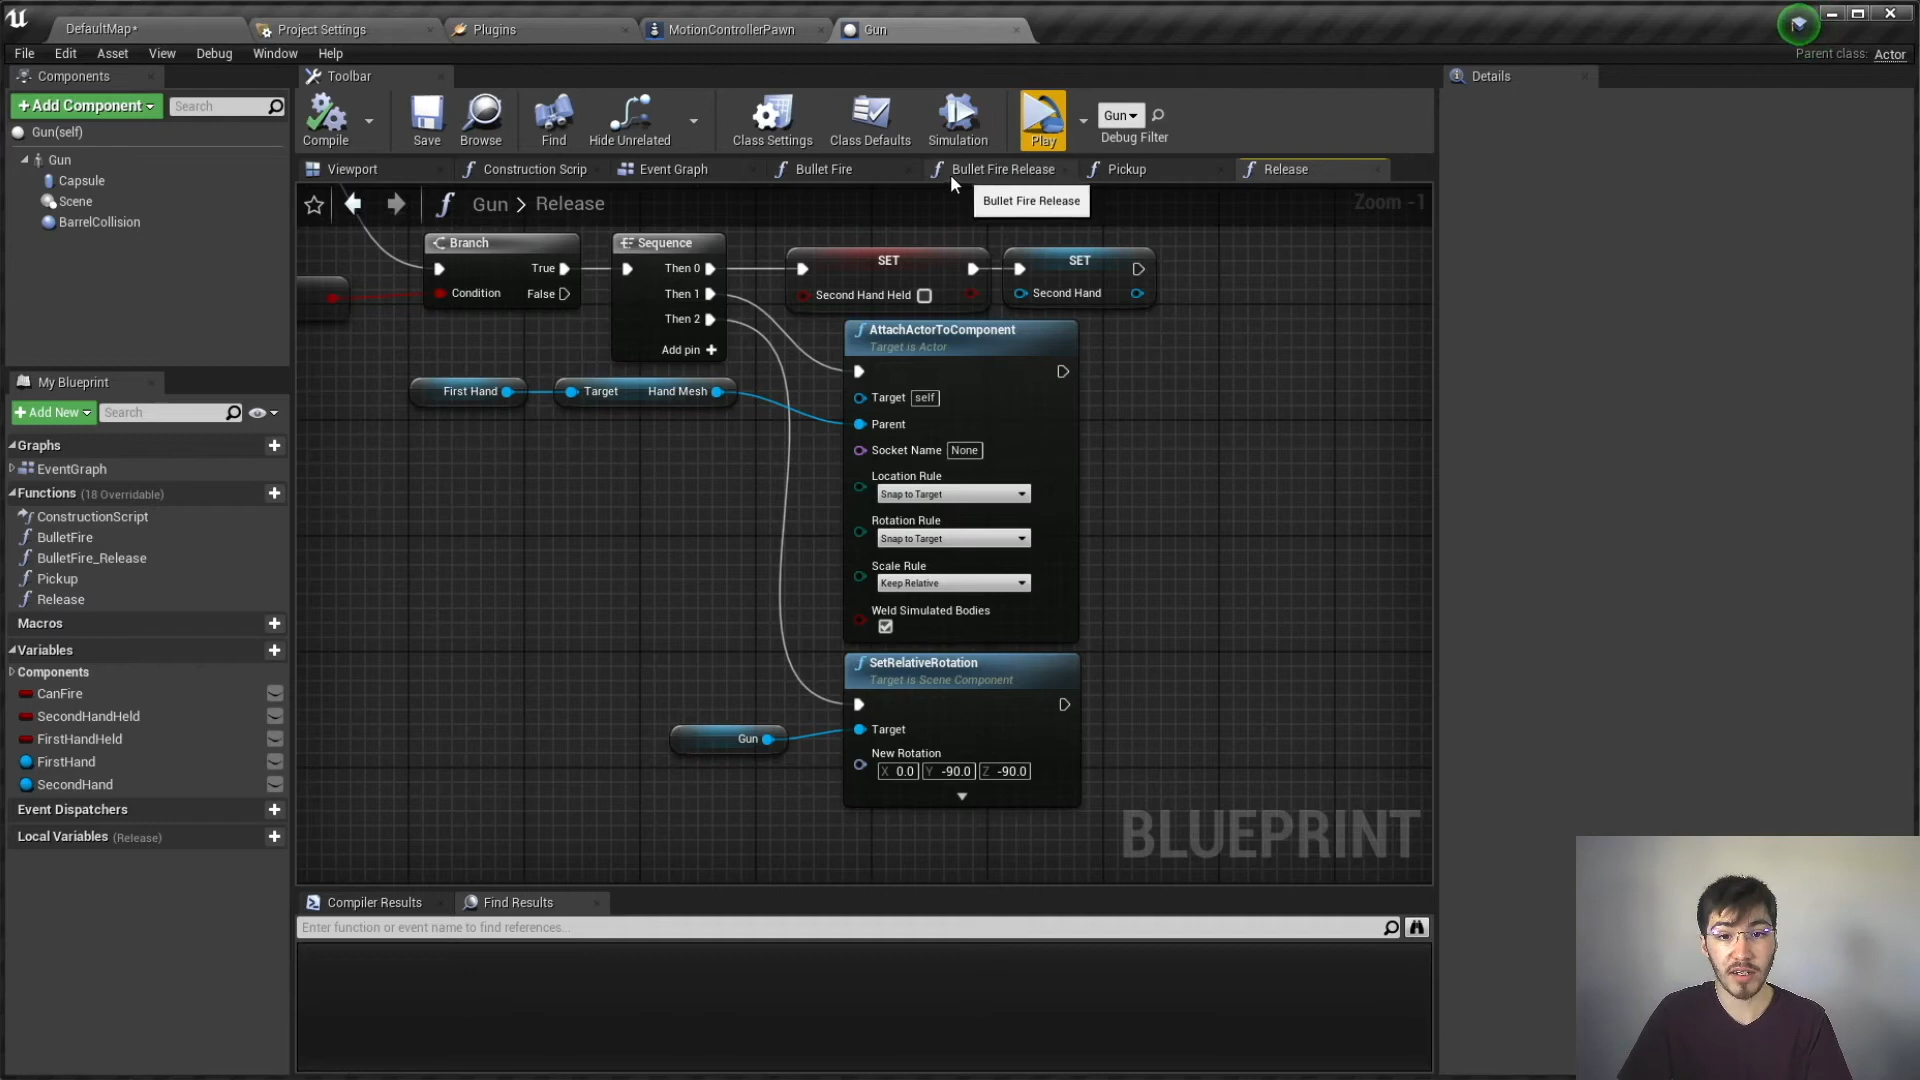 DefaultMap*
Project Settings
Plugins
MotionControllerPawn
Gun
File Edit Asset View Debug Window Help
Parent class: Actor
Components
Toolbar
Details
+Add Component
Search
Compile
Save
Browse
Find
Hide Unrelated
Class Settings
Class Defaults
Simulation
Play
Gun
Debug Filter
Gun(self)
Gun
Capsule
Scene
BarrelCollision
Viewport
Construction Scrip
Event Graph
Bullet Fire
Bullet Fire Release
Pickup
Release
Gun > Release
Bullet Fire Release
Zoom -1
Branch
True
Condition
False
Sequence
Then 0
Then 1
Then 2
Add pin +
SET
Second Hand Held
SET
Second Hand
First Hand
Target
Hand Mesh
AttachActorToComponent
Target is Actor
Target self
Parent
Socket Name None
Location Rule
Snap to Target
Rotation Rule
Snap to Target
Scale Rule
Keep Relative
Weld Simulated Bodies
Gun
SetRelativeRotation
Target is Scene Component
Target
New Rotation
X 0.0 Y -90.0 Z -90.0
BLUEPRINT
My Blueprint
+Add New
Search
Graphs
EventGraph
Functions (18 Overridable)
ConstructionScript
BulletFire
BulletFire_Release
Pickup
Release
Macros
Variables
Components
CanFire
SecondHandHeld
FirstHandHeld
FirstHand
SecondHand
Event Dispatchers
Local Variables (Release)
Compiler Results
Find Results
Enter function or event name to find references...